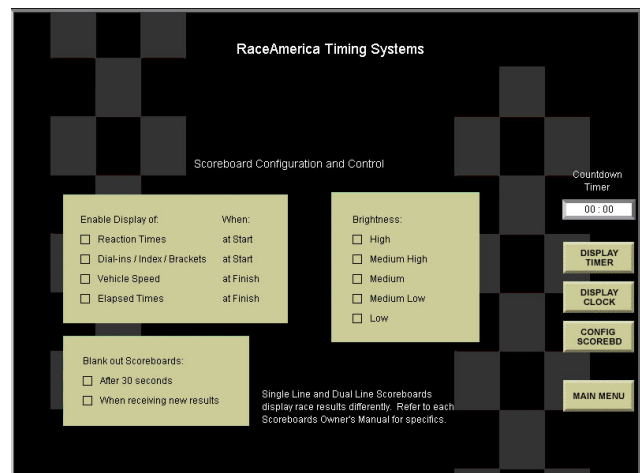 RaceAmerica Timing Systems
Scoreboard Configuration and Control
Enable Display of: When:
Reaction Times at Start
Dial-ins / Index / Brackets at Start
Vehicle Speed at Finish
Elapsed Times at Finish
Brightness:
High
Medium High
Medium
Medium Low
Low
Countdown
Timer
00 : 00
DISPLAY
TIMER
DISPLAY
CLOCK
CONFIG
SCOREBD
MAIN MENU
Blank out Scoreboards:
After 30 seconds
When receiving new results
Single Line and Dual Line Scoreboards
display race results differently. Refer to each
Scoreboards Owner's Manual for specifics.